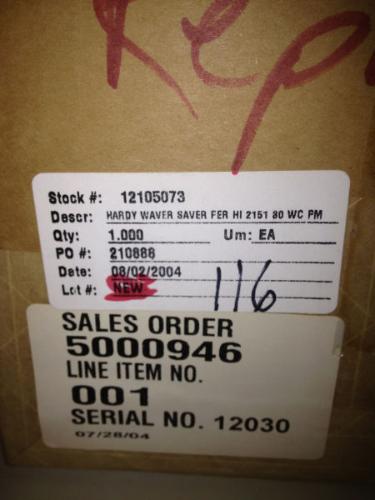 Rep
Stock #: 12105073
Descr: HARDY WAVER SAVER FER HI 2151 30 WC PM
Qty: 1.000 Um: EA
PO #: 210888
Date: 08/02/2004
Lot #: NEW
116
SALES ORDER
5000946
LINE ITEM NO.
001
SERIAL NO. 12030
07/28/04